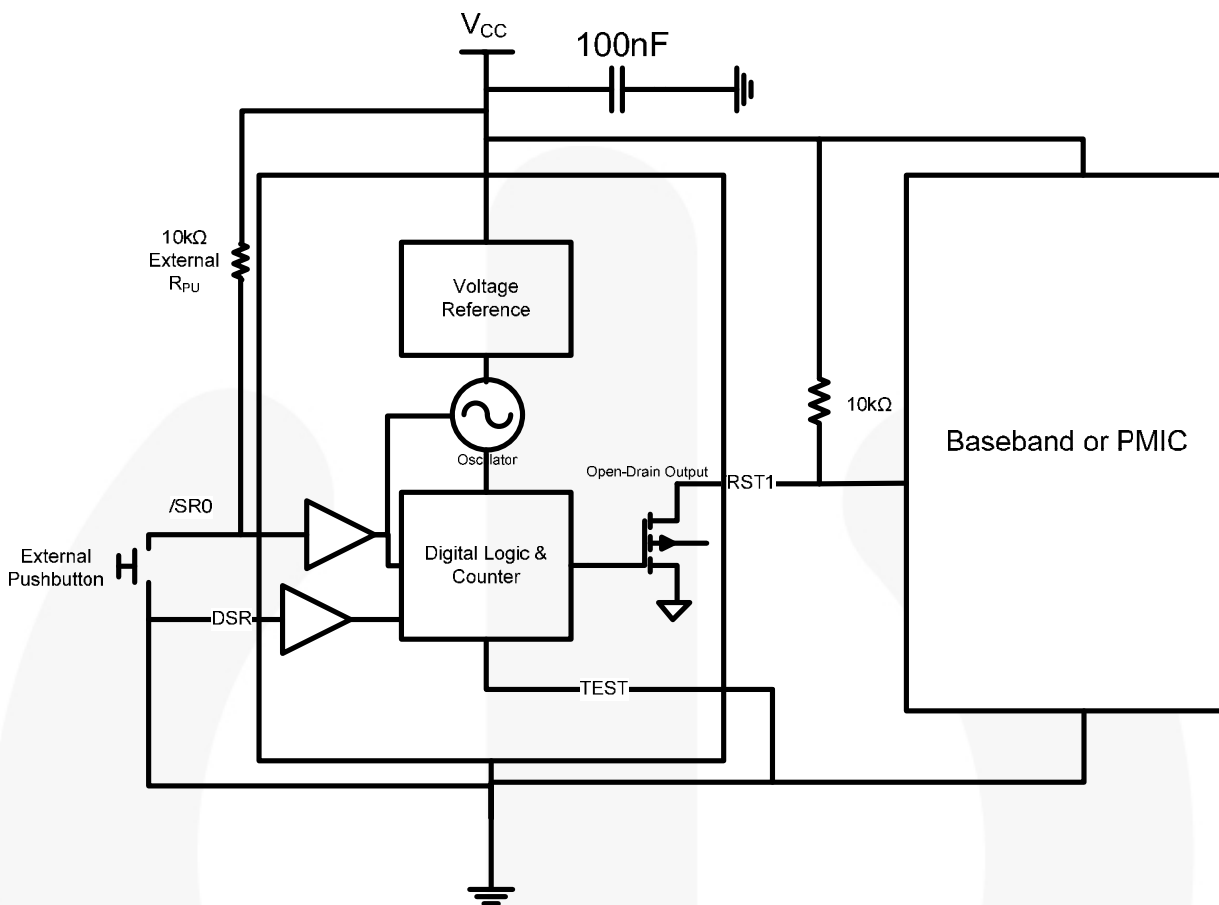 VCC
100nF
10kΩ
External
RPU
Voltage
Reference
Oscillator
10kΩ
Baseband or PMIC
Open-Drain Output
RST1
/SR0
Digital Logic &
Counter
External
Pushbutton
DSR
TEST